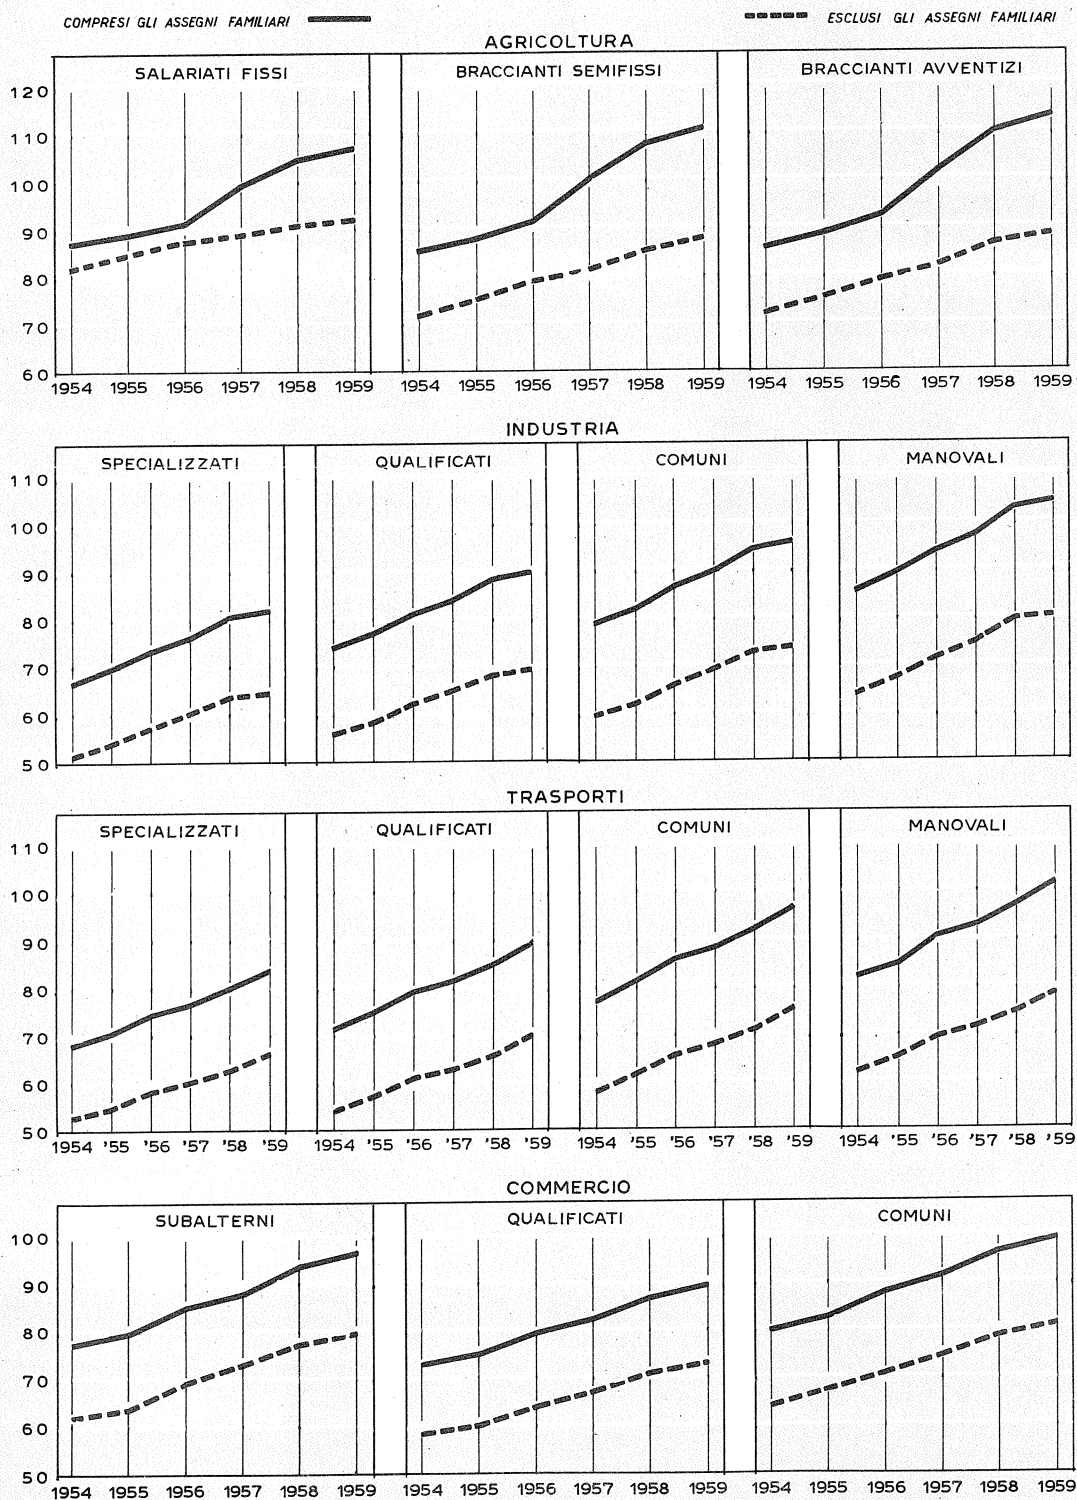 COMPRESI GLI ASSEGNI FAMILIARI
ESCLUSI GLI ASSEGNI FAMILIARI
AGRICOLTURA
SALARIATI FISSI
BRACCIANTI SEMIFISSI
BRACCIANTI AVVENTIZI
120
110
100
90
80
70
60
1954 1955 1956 1957 1958 1959
1954 1955 1956 1957 1958 1959
1954 1955 1956 1957 1958 1959
INDUSTRIA
SPECIALIZZATI
QUALIFICATI
COMUNI
MANOVALI
110
100
90
80
70
60
50
TRASPORTI
SPECIALIZZATI
QUALIFICATI
COMUNI
MANOVALI
110
100
90
80
70
60
50
1954 '55 '56 '57 '58 '59
1954 '55 '56 '57 '58 '59
1954 '55 '56 '57 '58 '59
1954 '55 '56 '57 '58 '59
COMMERCIO
SUBALTERNI
QUALIFICATI
COMUNI
100
90
80
70
60
50
1954 1955 1956 1957 1958 1959
1954 1955 1956 1957 1958 1959
1954 1955 1956 1957 1958 1959